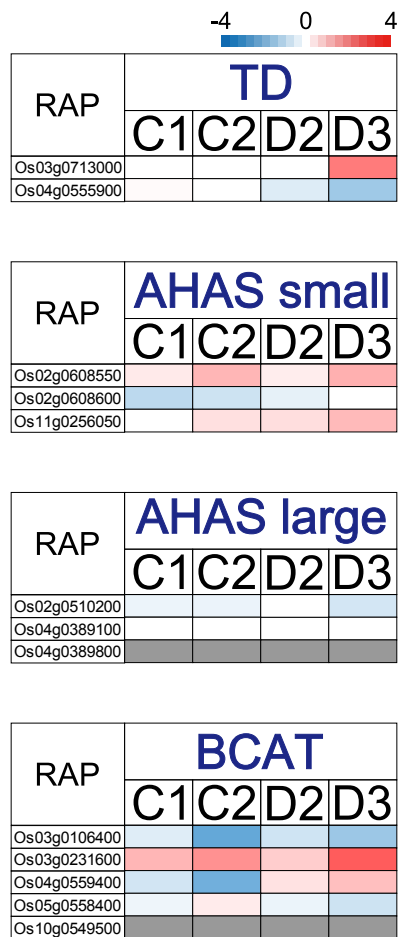 -4 0 4
RAP TD
C1 C2 D2 D3
Os03g0713000
Os04g0555900
RAP AHAS small
C1 C2 D2 D3
Os02g0608550
Os02g0608600
Os11g0256050
RAP AHAS large
C1 C2 D2 D3
Os02g0510200
Os04g0389100
Os04g0389800
RAP BCAT
C1 C2 D2 D3
Os03g0106400
Os03g0231600
Os04g0559400
Os05g0558400
Os10g0549500